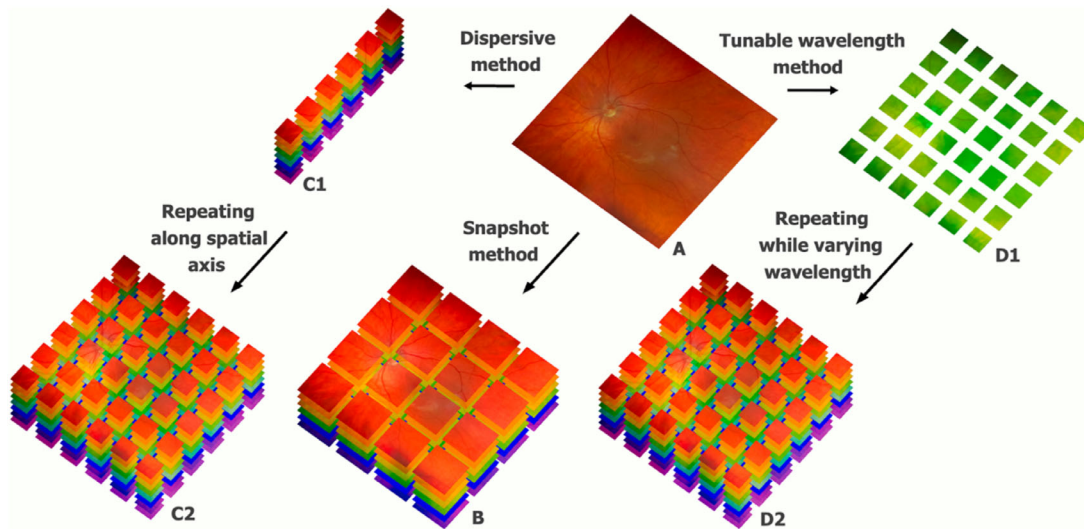 Dispersive
method
Tunable wavelength
method
C1
A
D1
Repeating
along spatial
axis
Snapshot
method
Repeating
while varying
wavelength
C2
B
D2